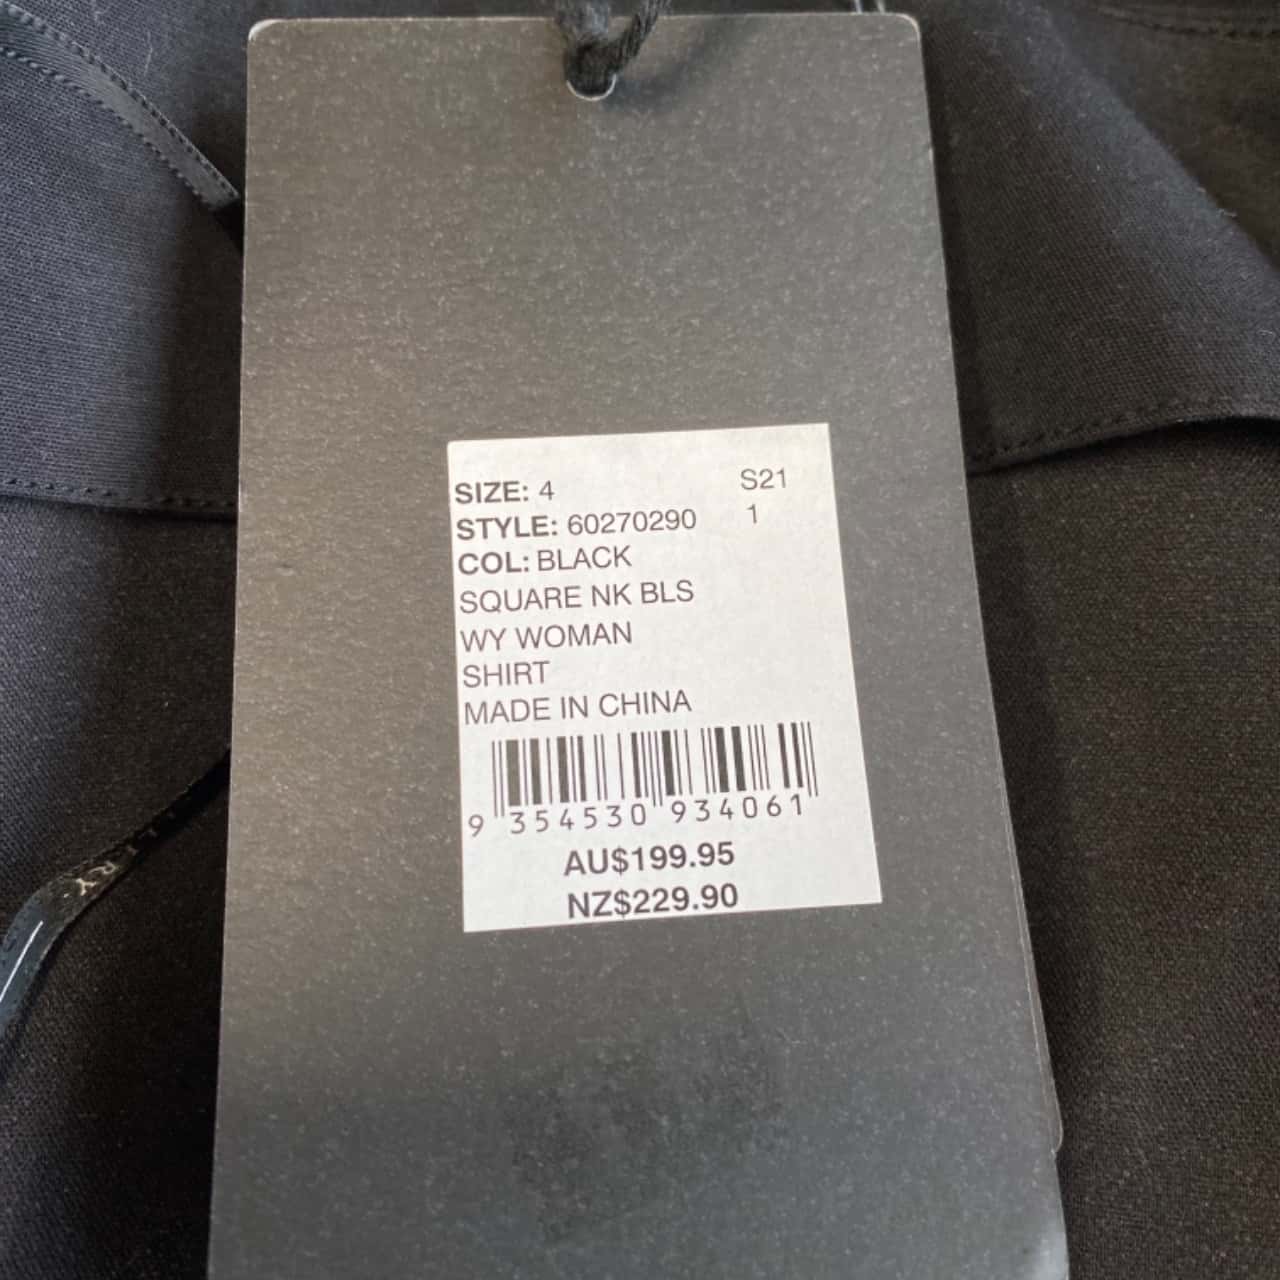 SIZE: 4 S21
STYLE: 60270290 1
COL: BLACK
SQUARE NK BLS
WY WOMAN
SHIRT
MADE IN CHINA
9 354530 934061
AU$199.95
NZ$229.90
RY